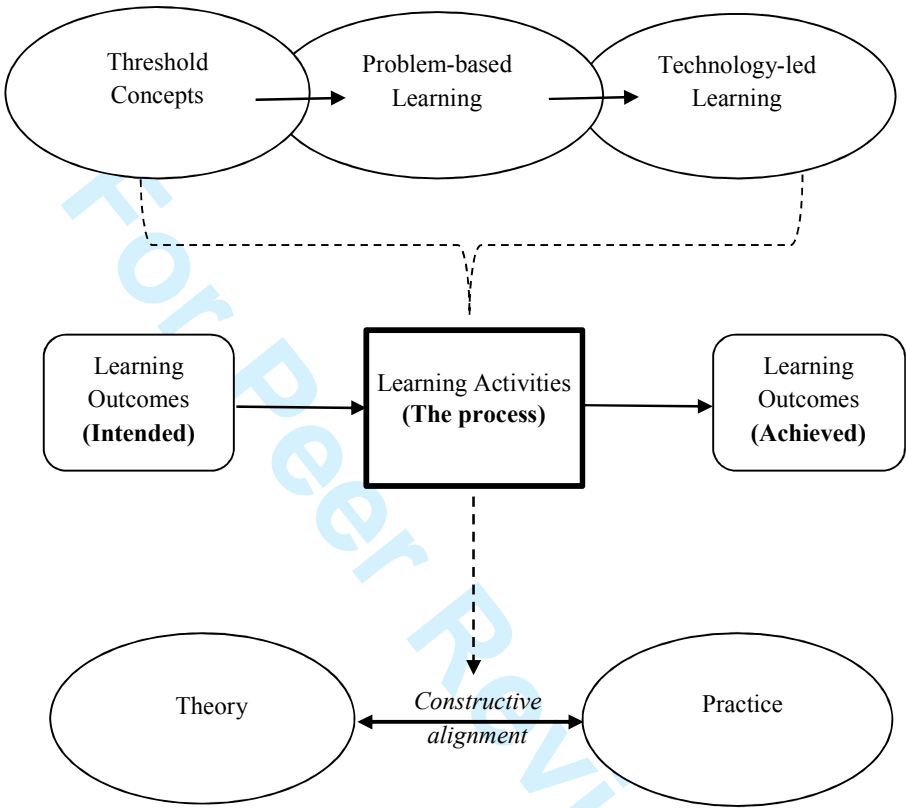 Threshold
Concepts
Problem-based
Learning
Technology-led
Learning
Learning
Outcomes
(Intended)
Learning Activities
(The process)
Learning
Outcomes
(Achieved)
Theory
Constructive
alignment
Practice
For Peer Revi